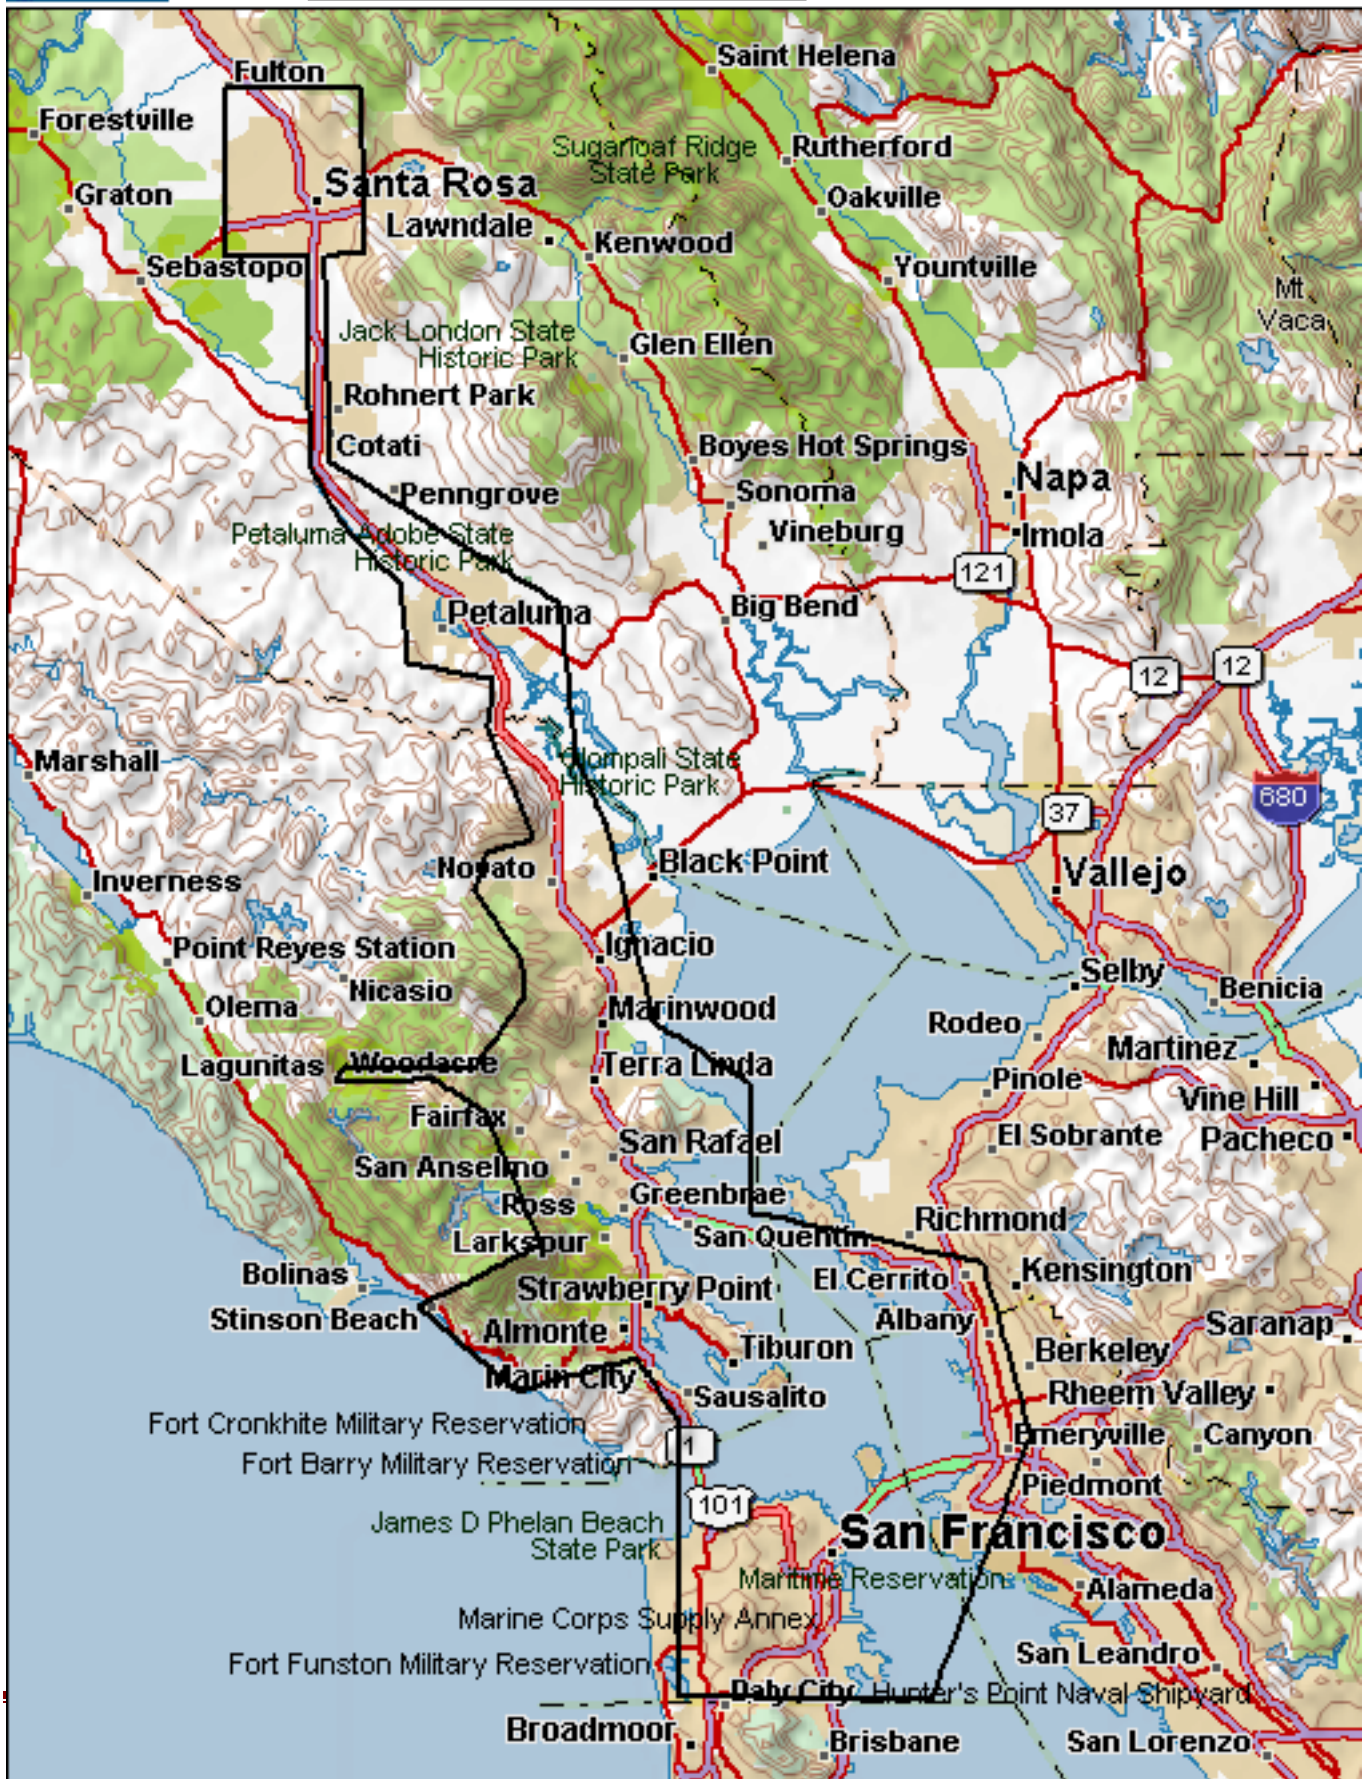 Saint Helena
Fulton
Forestville
Sugarloaf Ridge
State Park
Rutherford
Santa Rosa
Graton
Oakville
Lawndale
Kenwood
Sebastopo
Yountville
Mt
Vaca
Jack London State
Historic Park
Glen Ellen
Rohnert Park
Cotati
Boyes Hot Springs
Napa
Penngrove
Sonoma
Petaluma Adobe State
Historic Park
Vineburg
Imola
121
Petaluma
Big Bend
12
12
Marshall
Olompali State
Historic Park
680
37
Novato
Black Point
Vallejo
Inverness
Point Reyes Station
Ignacio
Selby
Nicasio
Benicia
Olema
Marinwood
Rodeo
Martinez
Lagunitas
Woodacre
Terra Linda
Pinole
Vine Hill
Fairfax
San Rafael
El Sobrante
Pacheco
San Anselmo
Ross
Greenbrae
San Quentin
Richmond
Larkspur
Bolinas
Strawberry Point
El Cerrito
Kensington
Stinson Beach
Almonte
Albany
Saranap
Tiburon
Berkeley
Marin City
Sausalito
Rheem Valley
Fort Cronkhite Military Reservation
1
Emeryville
Canyon
Fort Barry Military Reservation
Piedmont
101
James D Phelan Beach
State Park
San Francisco
Maritime Reservation
Alameda
Marine Corps Supply Annex
Fort Funston Military Reservation
San Leandro
Daly City
Hunter's Point Naval Shipyard
Broadmoor
Brisbane
San Lorenzo